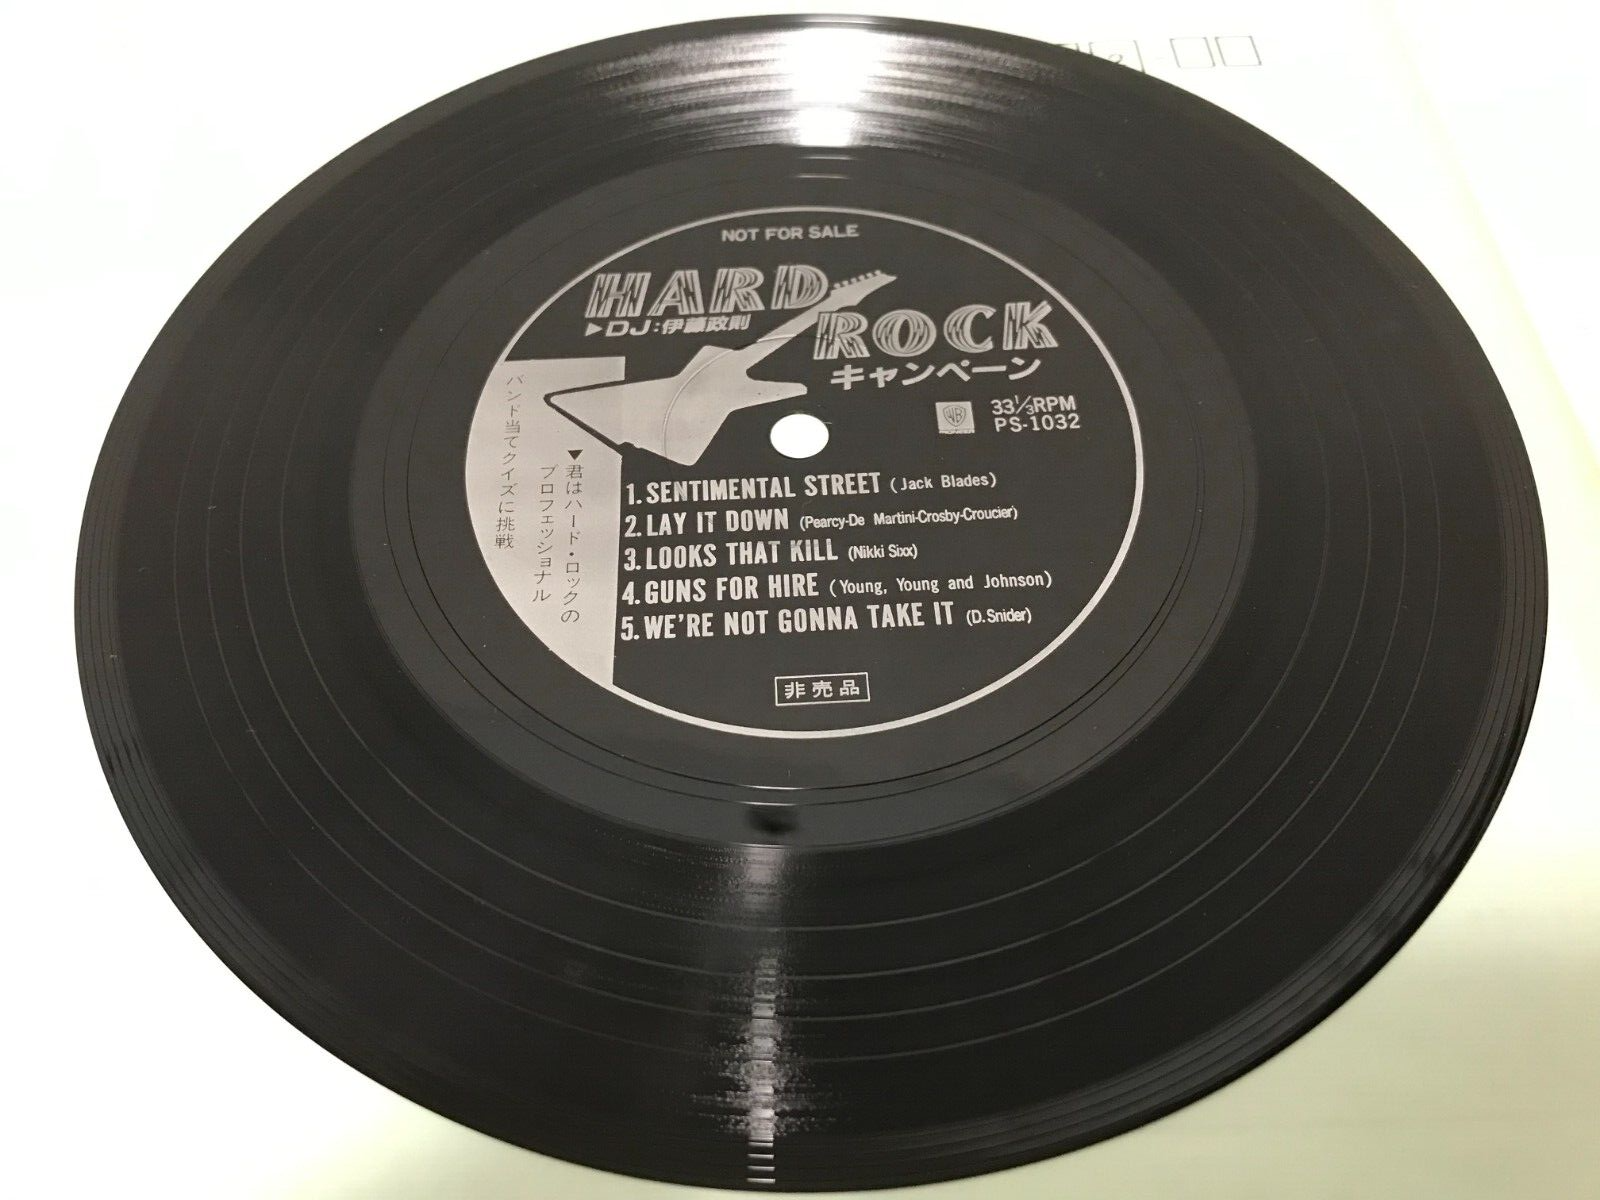 NOT FOR SALE
HARD
▶DJ:伊藤政則
ROCK
キャンペーン
WB
33⅓RPM
PS-1032
▼君はハード・ロックの
プロフェッショナル
バンド当てクイズに挑戦
1.SENTIMENTAL STREET (Jack Blades)
2.LAY IT DOWN (Pearcy-De Martini-Crosby-Croucier)
3.LOOKS THAT KILL (Nikki Sixx)
4.GUNS FOR HIRE (Young, Young and Johnson)
5.WE'RE NOT GONNA TAKE IT (D.Snider)
非売品